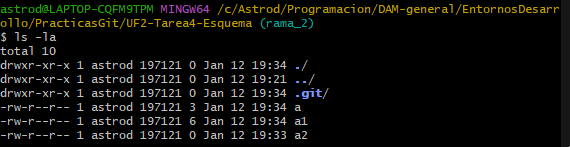 astrod@LAPTOP-CQFM9TPM MINGW64 /c/Astrod/Programacion/DAM-general/EntornosDesarr
ollo/PracticasGit/UF2-Tarea4-Esquema (rama_2)
$ ls -la
total 10
drwxr-xr-x 1 astrod 197121 0 Jan 12 19:34 ./
drwxr-xr-x 1 astrod 197121 0 Jan 12 19:21 ../
drwxr-xr-x 1 astrod 197121 0 Jan 12 19:34 .git/
-rw-r--r-- 1 astrod 197121 3 Jan 12 19:34 a
-rw-r--r-- 1 astrod 197121 6 Jan 12 19:34 a1
-rw-r--r-- 1 astrod 197121 0 Jan 12 19:33 a2